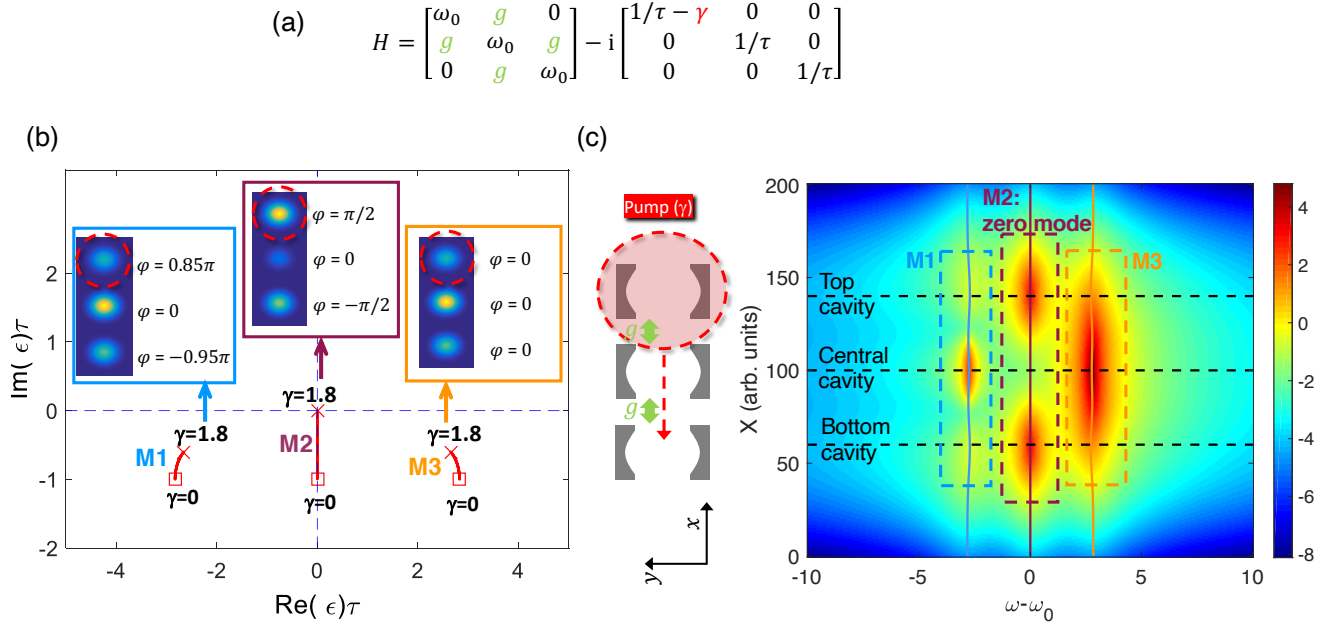 (a)
H = [ω₀ g 0; g ω₀ g; 0 g ω₀] − i [1/τ − γ 0 0; 0 1/τ 0; 0 0 1/τ]
(b)
φ = 0.85π
φ = 0
φ = −0.95π
φ = π/2
φ = 0
φ = −π/2
φ = 0
φ = 0
φ = 0
2
1
0
-1
-2
Im( ϵ)τ
γ=1.8
γ=1.8
γ=1.8
M1
M2
M3
γ=0
γ=0
γ=0
-4
-2
0
2
4
Re( ϵ)τ
(c)
Pump (γ)
g
g
x
y
200
150
100
50
0
X (arb. units)
M2:
zero mode
M1
M3
Top
cavity
Central
cavity
Bottom
cavity
-10
-5
0
5
10
ω-ω₀
4
2
0
-2
-4
-6
-8